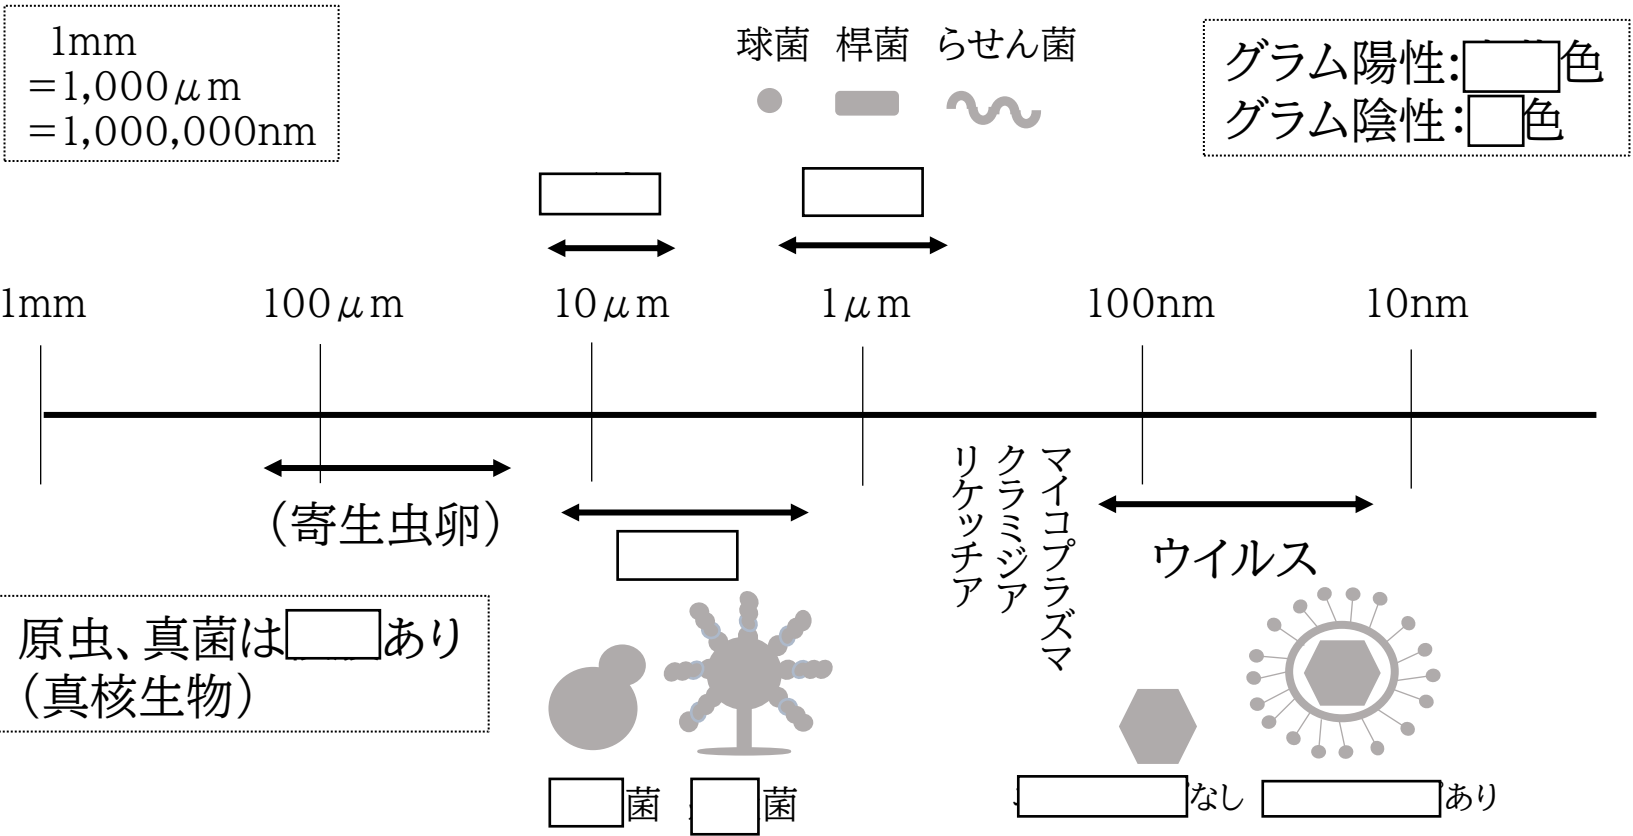 1mm
=1,000μm
=1,000,000nm
球菌 桿菌 らせん菌
グラム陽性:色
グラム陰性:色
1mm 100μm 10μm 1μm 100nm 10nm
(寄生虫卵)
マイコプラズマ
クラミジア
リケッチア
ウイルス
原虫、真菌はあり
(真核生物)
菌 菌
なし あり